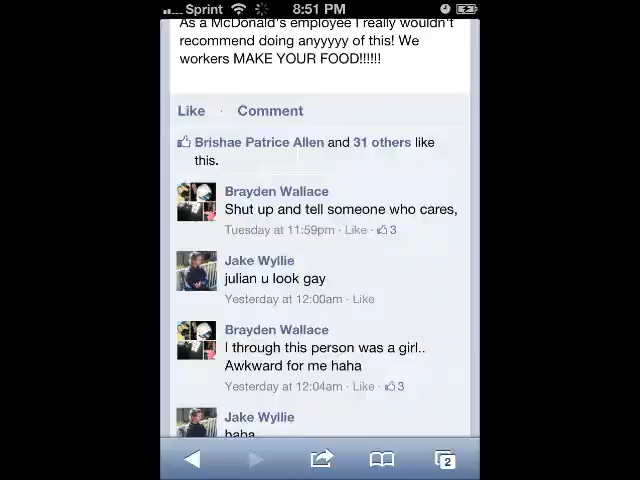 Sprint 8:51 PM
As a McDonald's employee I really wouldn't
recommend doing anyyyyy of this! We
workers MAKE YOUR FOOD!!!!!!
Like · Comment
Brishae Patrice Allen and 31 others like
this.
Brayden Wallace
Shut up and tell someone who cares,
Tuesday at 11:59pm · Like · 3
Jake Wyllie
julian u look gay
Yesterday at 12:00am · Like
Brayden Wallace
I through this person was a girl..
Awkward for me haha
Yesterday at 12:04am · Like · 3
Jake Wyllie
haha
2